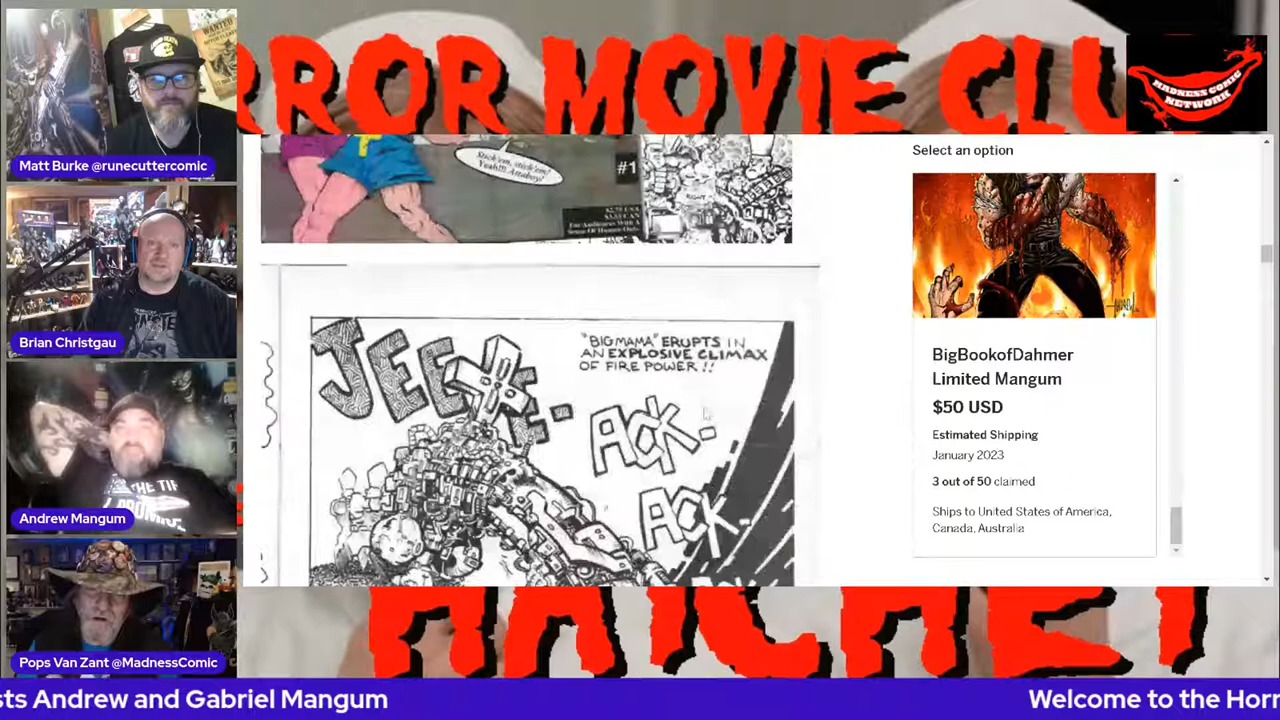 RROR MOVIE CLU
MADNESS COMIC
NETWORK
Matt Burke @runecuttercomic
Brian Christgau
Andrew Mangum
Pops Van Zant @MadnessComic
#1
"BIG MAMA" ERUPTS IN
AN EXPLOSIVE CLIMAX
OF FIRE POWER!!
ACK-
ACK-
Select an option
BigBookofDahmer
Limited Mangum
$50 USD
Estimated Shipping
January 2023
3 out of 50 claimed
Ships to United States of America,
Canada, Australia
HATCHET
sts Andrew and Gabriel Mangum
Welcome to the Horr